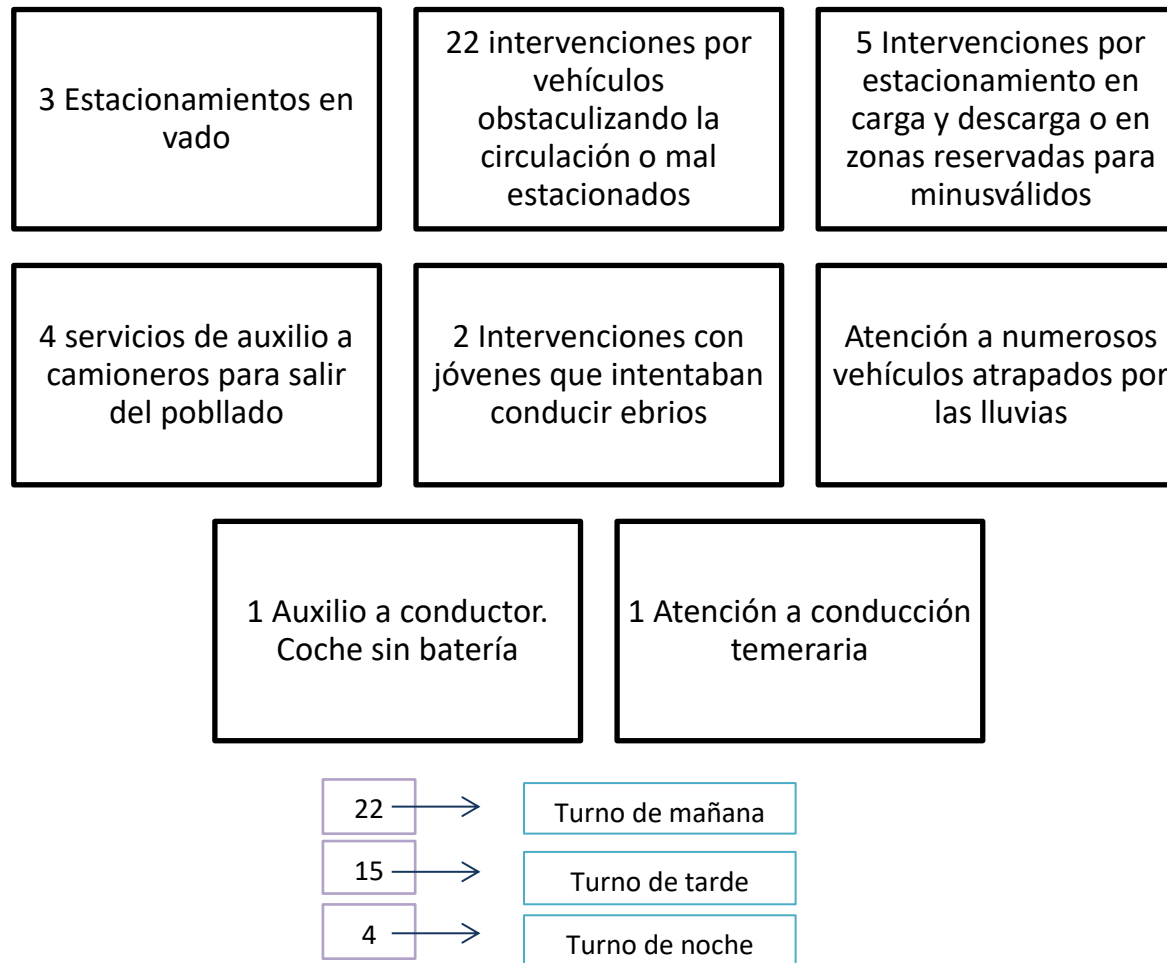 3 Estacionamientos en
vado
22 intervenciones por
vehículos
obstaculizando la
circulación o mal
estacionados
5 Intervenciones por
estacionamiento en
carga y descarga o en
zonas reservadas para
minusválidos
4 servicios de auxilio a
camioneros para salir
del pobllado
2 Intervenciones con
jóvenes que intentaban
conducir ebrios
Atención a numerosos
vehículos atrapados por
las lluvias
1 Auxilio a conductor.
Coche sin batería
1 Atención a conducción
temeraria
22
Turno de mañana
15
Turno de tarde
4
Turno de noche